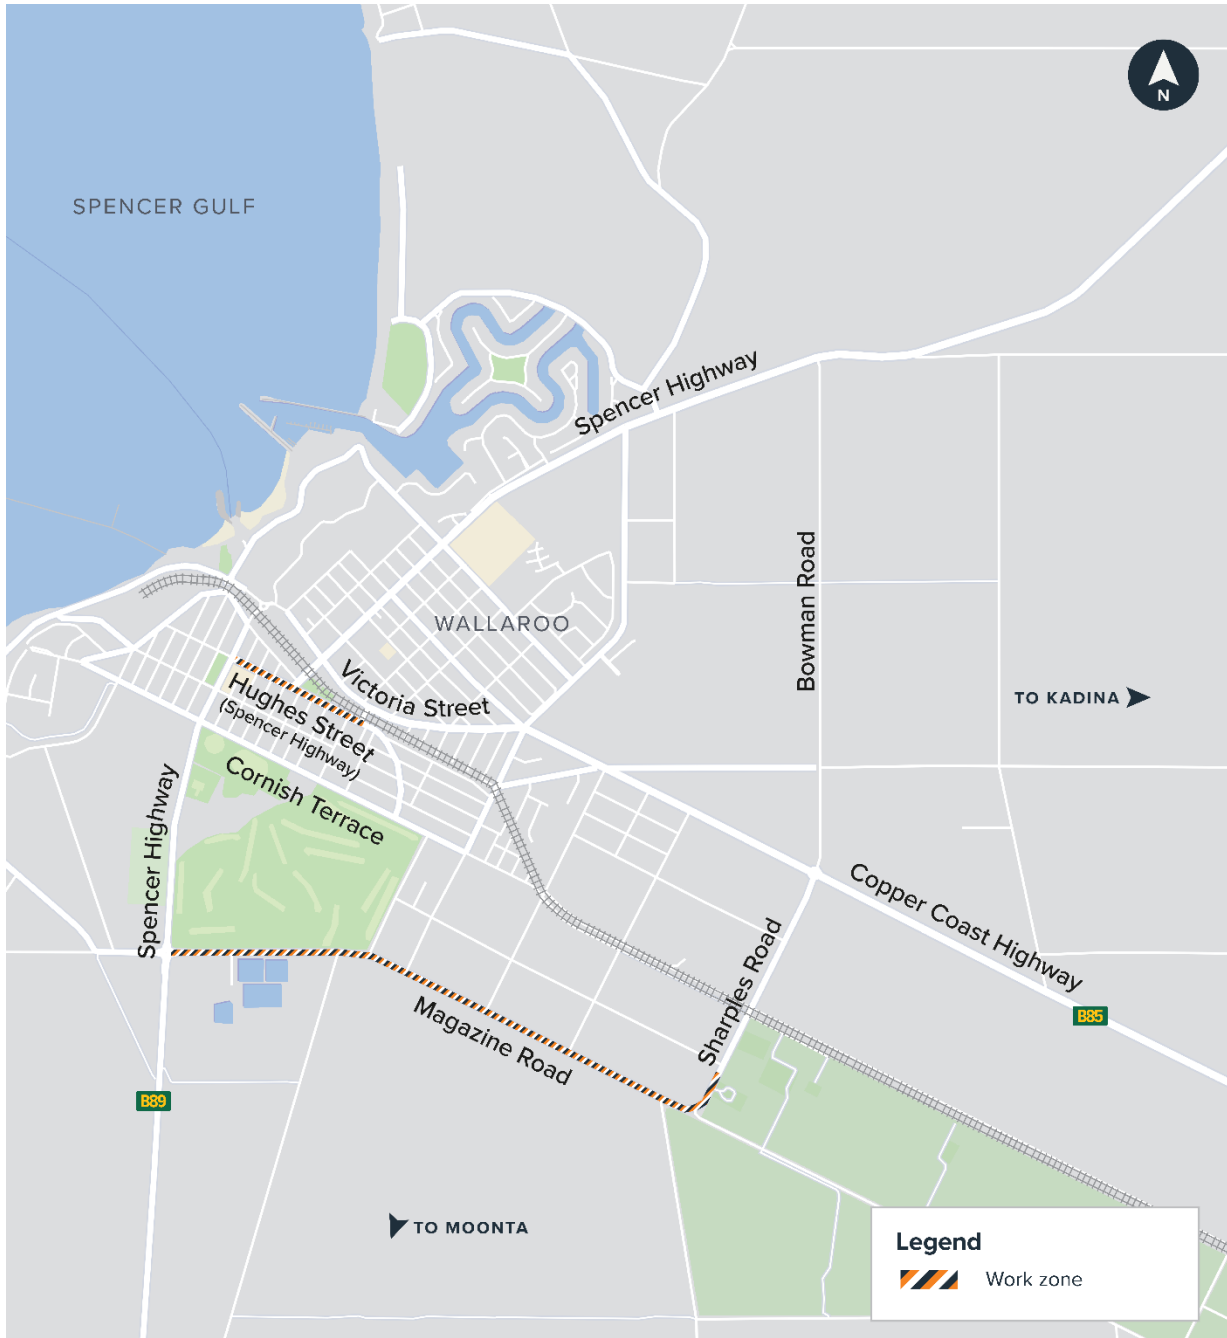 N
SPENCER GULF
Spencer Highway
Bowman Road
WALLAROO
Victoria Street
TO KADINA
Hughes Street
(Spencer Highway)
Cornish Terrace
Spencer Highway
Copper Coast Highway
Sharples Road
B85
Magazine Road
B89
TO MOONTA
Legend
Work zone